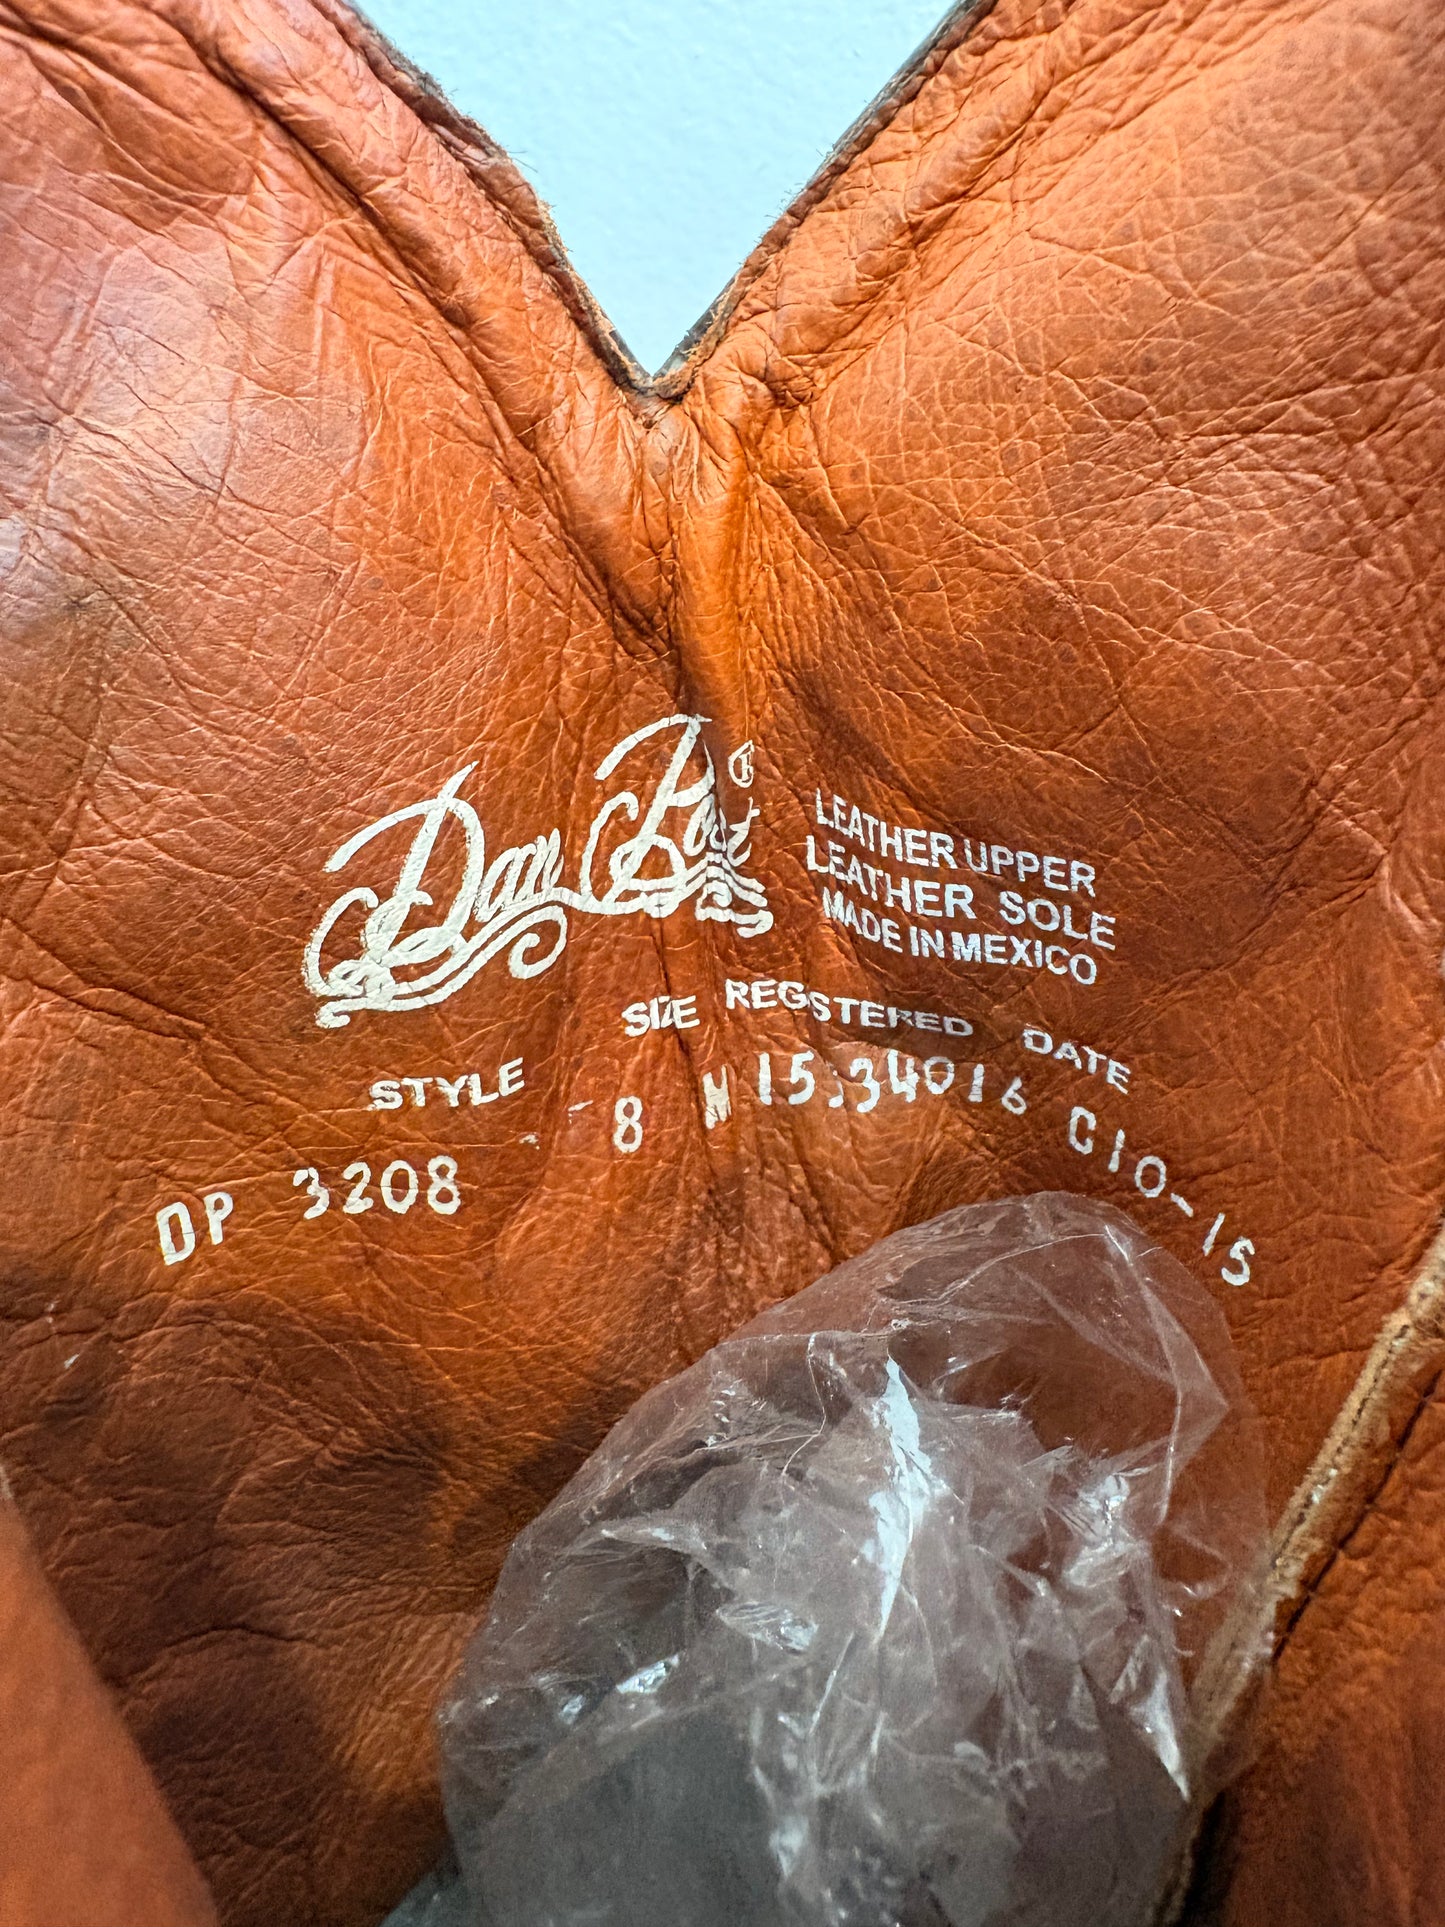 Dan Post ®
LEATHER UPPER
LEATHER SOLE
MADE IN MEXICO
STYLE SIZE REGISTERED DATE
DP 3208 8 M 15:34016 C10-15